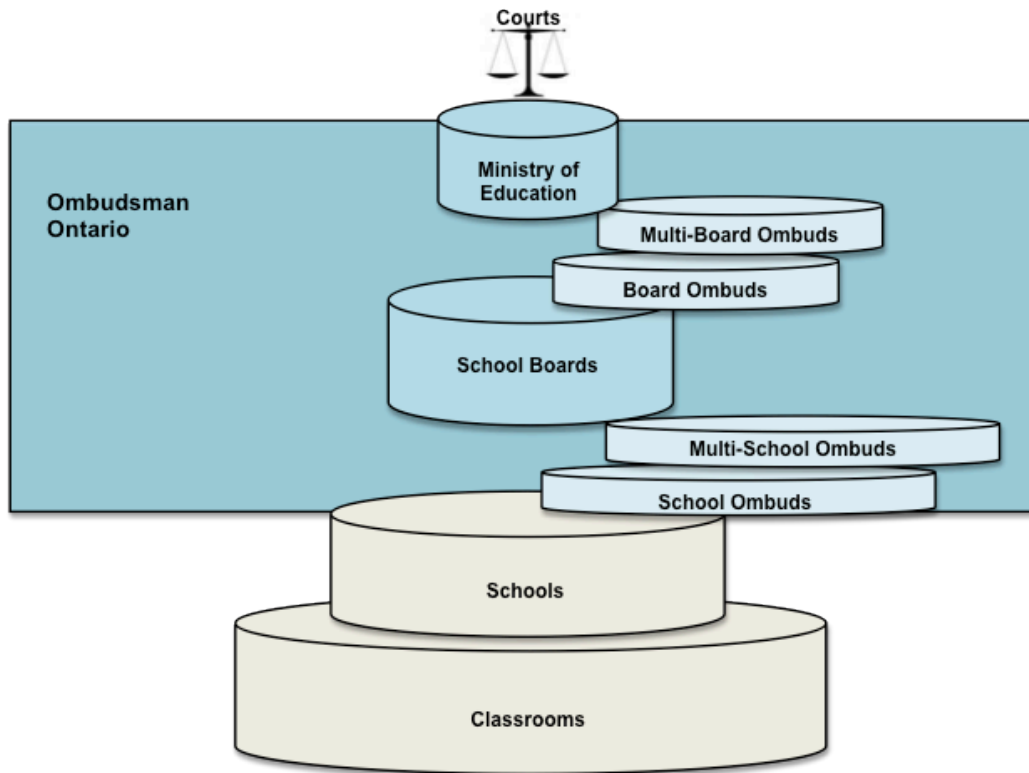 Courts
Ministry of
Education
Ombudsman
Ontario
Multi-Board Ombuds
Board Ombuds
School Boards
Multi-School Ombuds
School Ombuds
Schools
Classrooms